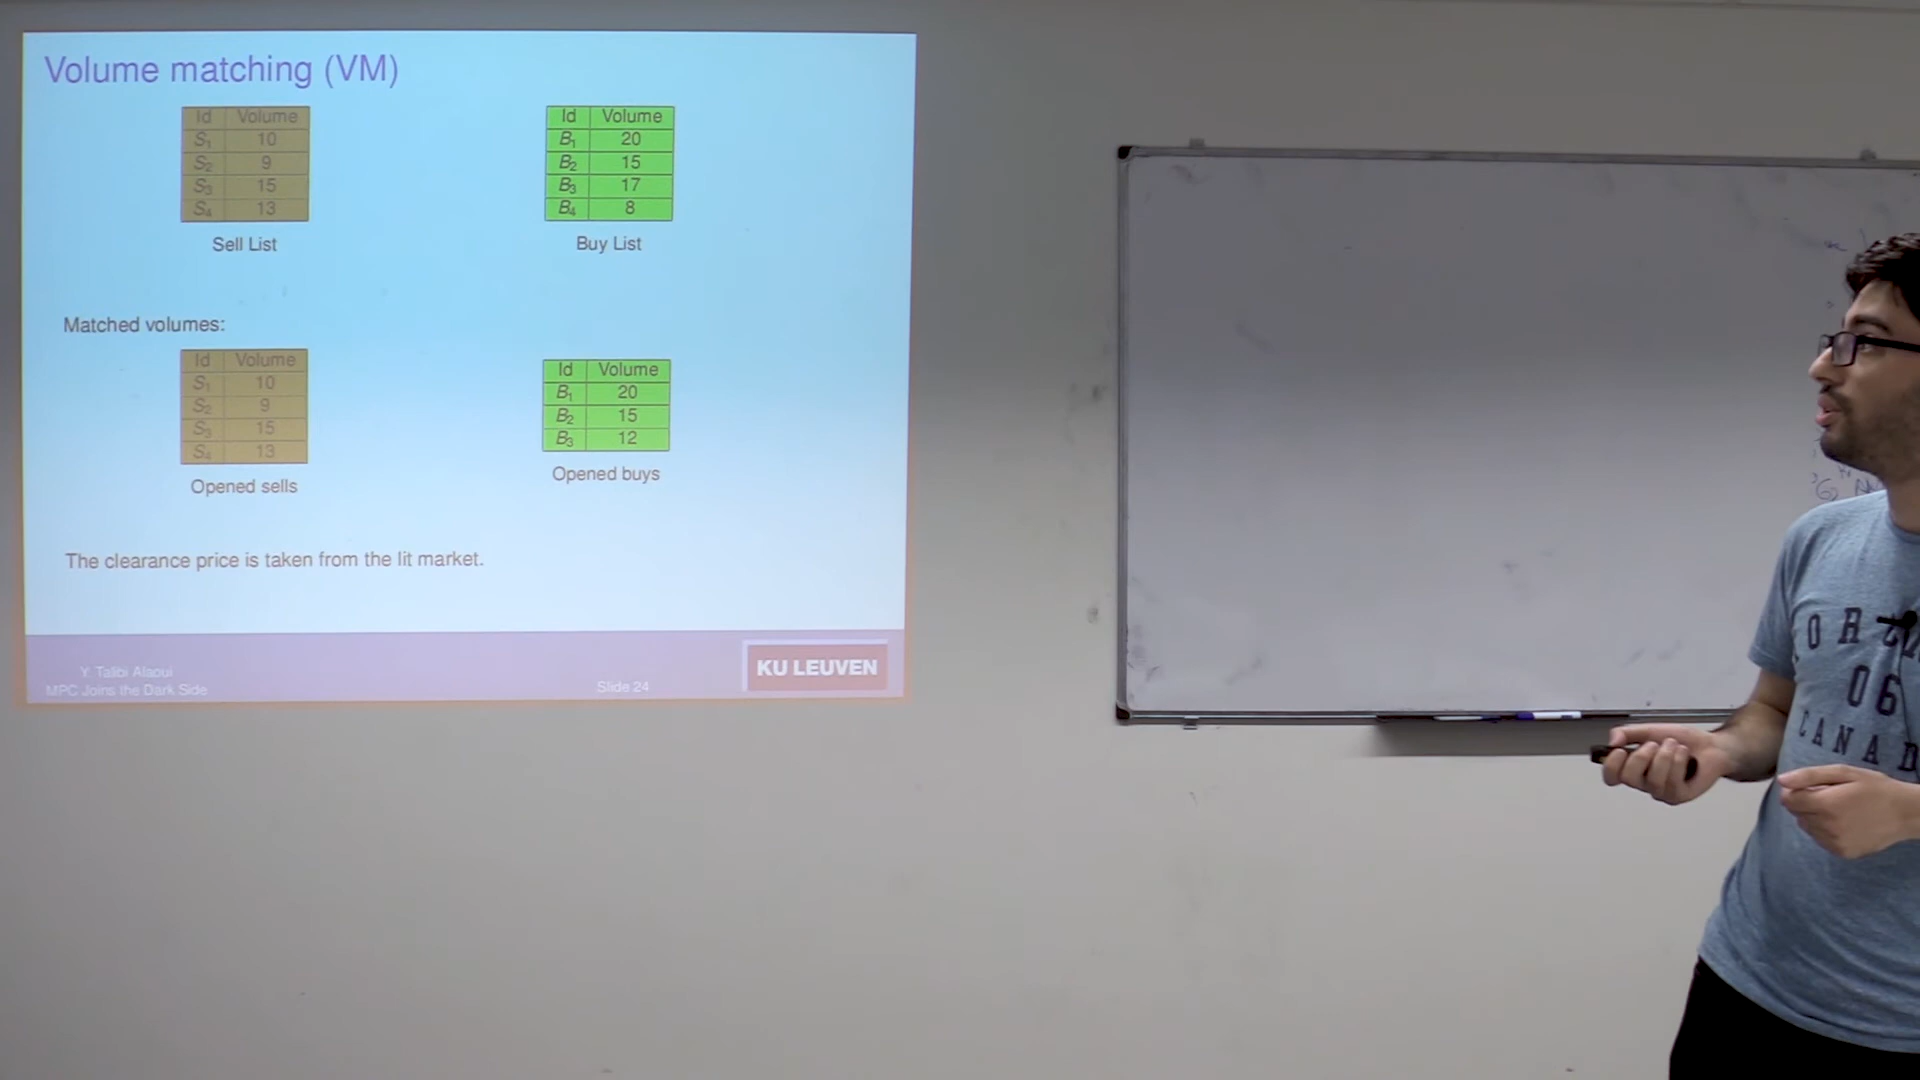 Volume matching (VM)
Id Volume
S1 10
S2 9
S3 15
S4 13
Sell List
Id Volume
B1 20
B2 15
B3 17
B4 8
Buy List
Matched volumes:
Id Volume
S1 10
S2 9
S3 15
S4 13
Opened sells
Id Volume
B1 20
B2 15
B3 12
Opened buys
The clearance price is taken from the lit market.
Y. Talibi Alaoui
MPC Joins the Dark Side
Slide 24
KU LEUVEN
06
CANAD